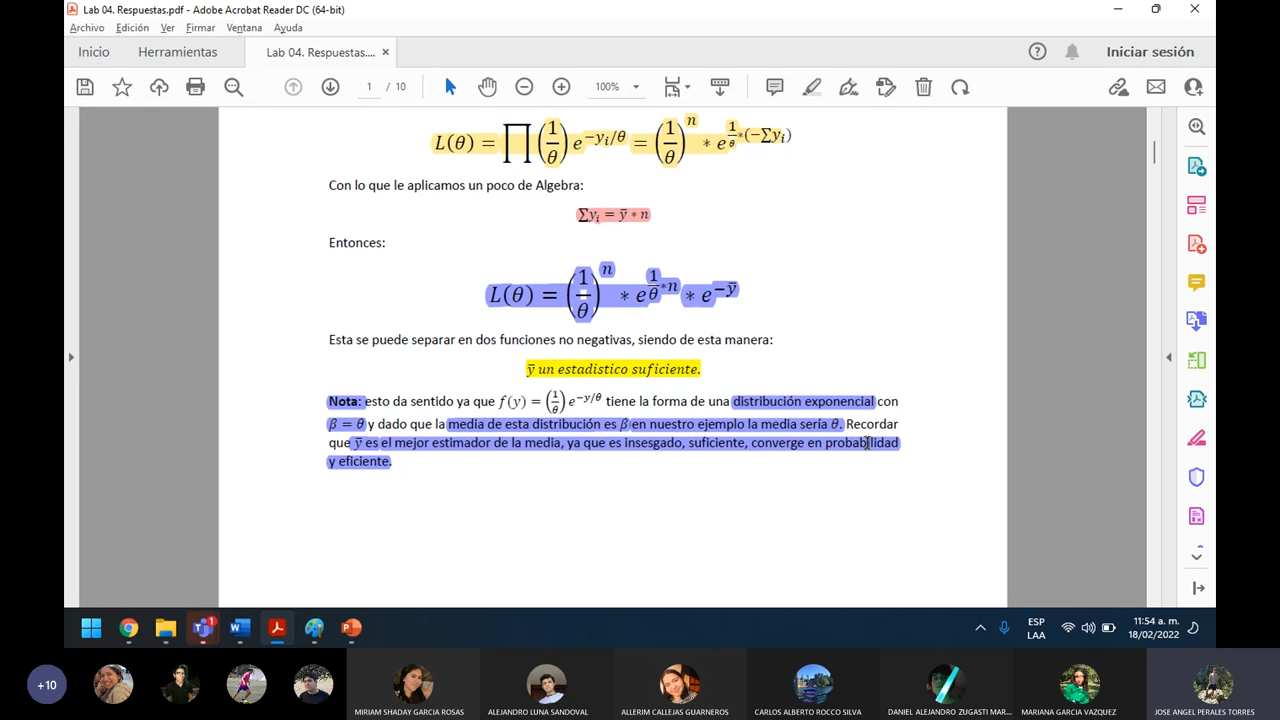 Lab 04. Respuestas.pdf - Adobe Acrobat Reader DC (64-bit)
Archivo Edición Ver Firmar Ventana Ayuda
Inicio Herramientas Lab 04. Respuestas.... × Iniciar sesión
1 / 10 100%
L(θ) = ∏ (1/θ) e^{−y_i/θ} = (1/θ)^n ∗ e^{1/θ∗(−∑y_i)}
Con lo que le aplicamos un poco de Algebra:
∑y_i = ȳ ∗ n
Entonces:
L(θ) = (1/θ)^n ∗ e^{1/θ∗n} ∗ e^{−ȳ}
Esta se puede separar en dos funciones no negativas, siendo de esta manera:
ȳ un estadistico suficiente.
Nota: esto da sentido ya que f(y) = (1/θ) e^{−y/θ} tiene la forma de una distribución exponencial con
β = θ y dado que la media de esta distribución es β en nuestro ejemplo la media sería θ. Recordar
que ȳ es el mejor estimador de la media, ya que es insesgado, suficiente, converge en probabilidad
y eficiente.
ESP
LAA
11:54 a. m.
18/02/2022
+10
MIRIAM SHADAY GARCIA ROSAS
ALEJANDRO LUNA SANDOVAL
ALLERIM CALLEJAS GUARNEROS
CARLOS ALBERTO ROCCO SILVA
DANIEL ALEJANDRO ZUGASTI MAR...
MARIANA GARCIA VAZQUEZ
JOSE ANGEL PERALES TORRES